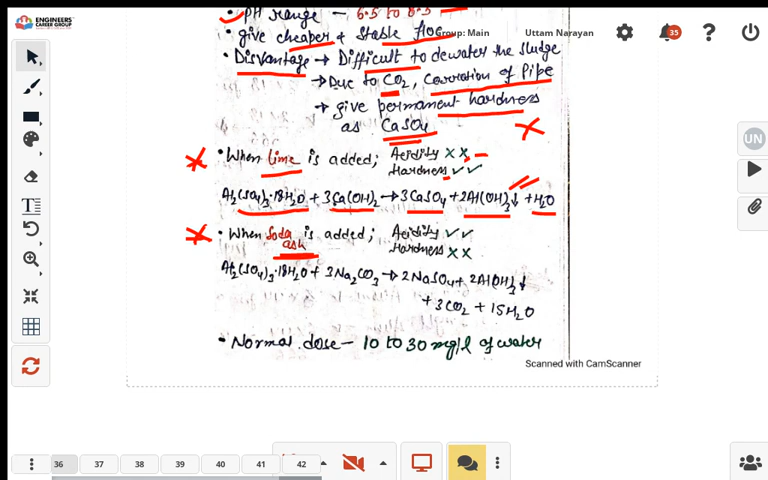 ENGINEERS
CAREER GROUP
Group: Main
Uttam Narayan
35
UN
• PH range - 6.5 to 8.5
• give cheaper & stable floc
• Disvantage → Difficult to dewater the sludge
→ Due to CO2, Corration of Pipe
→ give permanent hardness
as CaSO4
• When lime is added; Acidity ××
Hardness ✓✓
Al2(SO4)3·18H2O + 3Ca(OH)2 → 3CaSO4 + 2Al(OH)3↓ + H2O
• When Soda ash is added; Acidity ✓✓
Hardness ××
Al2(SO4)3·18H2O + 3Na2CO3 → 2NaSO4 + 2Al(OH)3↓
+ 3CO2 + 15H2O
• Normal dose - 10 to 30 mg/l of water
Scanned with CamScanner
36 37 38 39 40 41 42